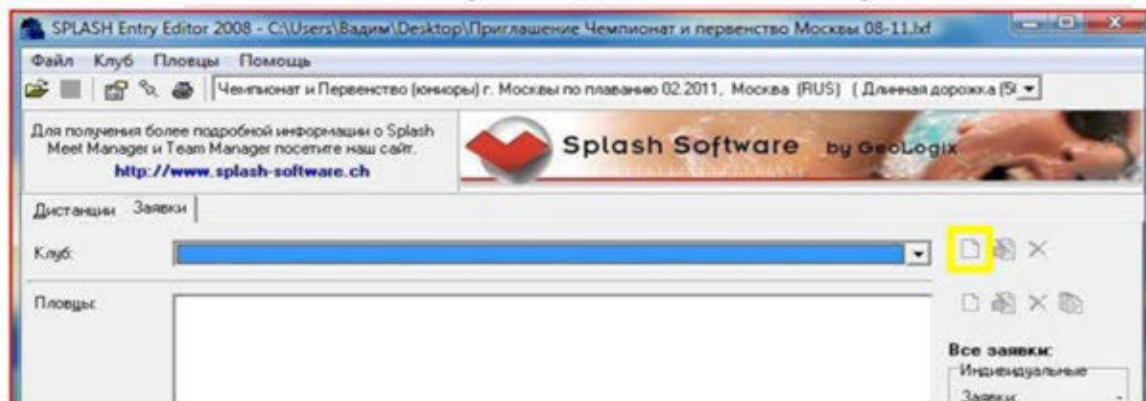 SPLASH Entry Editor 2008 - C:\Users\Вадим\Desktop\Приглашение Чемпионат и первенство Москвы 08-11.lxf
Файл Клуб Пловцы Помощь
Чемпионат и Первенство (юниоры) г. Москвы по плаванию 02.2011, Москва (RUS) ( Длинная дорожка (5
Для получения более подробной информации о Splash
Meet Manager и Team Manager посетите наш сайт.
http://www.splash-software.ch
Splash Software by GeoLogix
Дистанции Заявки
Клуб:
Пловцы:
Все заявки:
Индивидуальные
Заявки: -